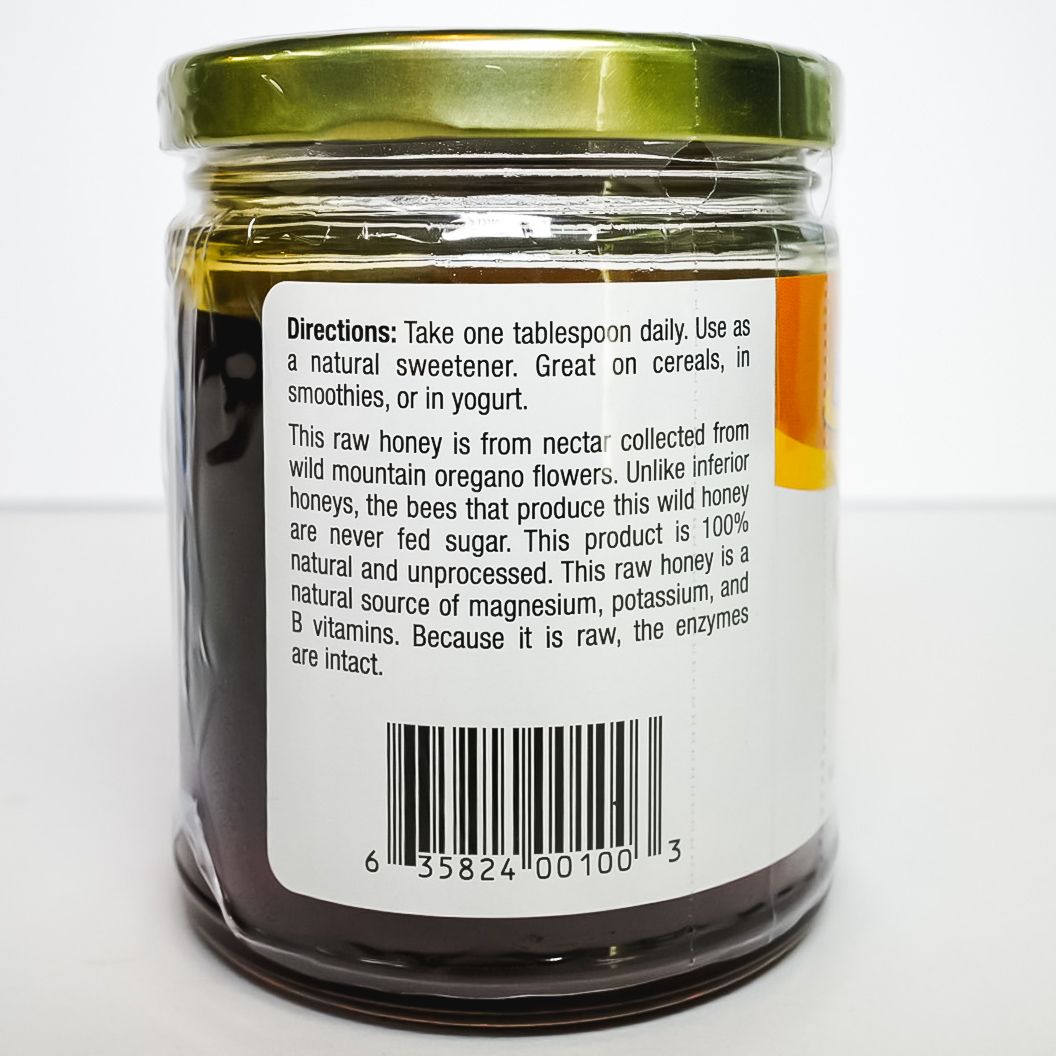 Directions: Take one tablespoon daily. Use as
a natural sweetener. Great on cereals, in
smoothies, or in yogurt.
This raw honey is from nectar collected from
wild mountain oregano flowers. Unlike inferior
honeys, the bees that produce this wild honey
are never fed sugar. This product is 100%
natural and unprocessed. This raw honey is a
natural source of magnesium, potassium, and
B vitamins. Because it is raw, the enzymes
are intact.
6 35824 00100 3